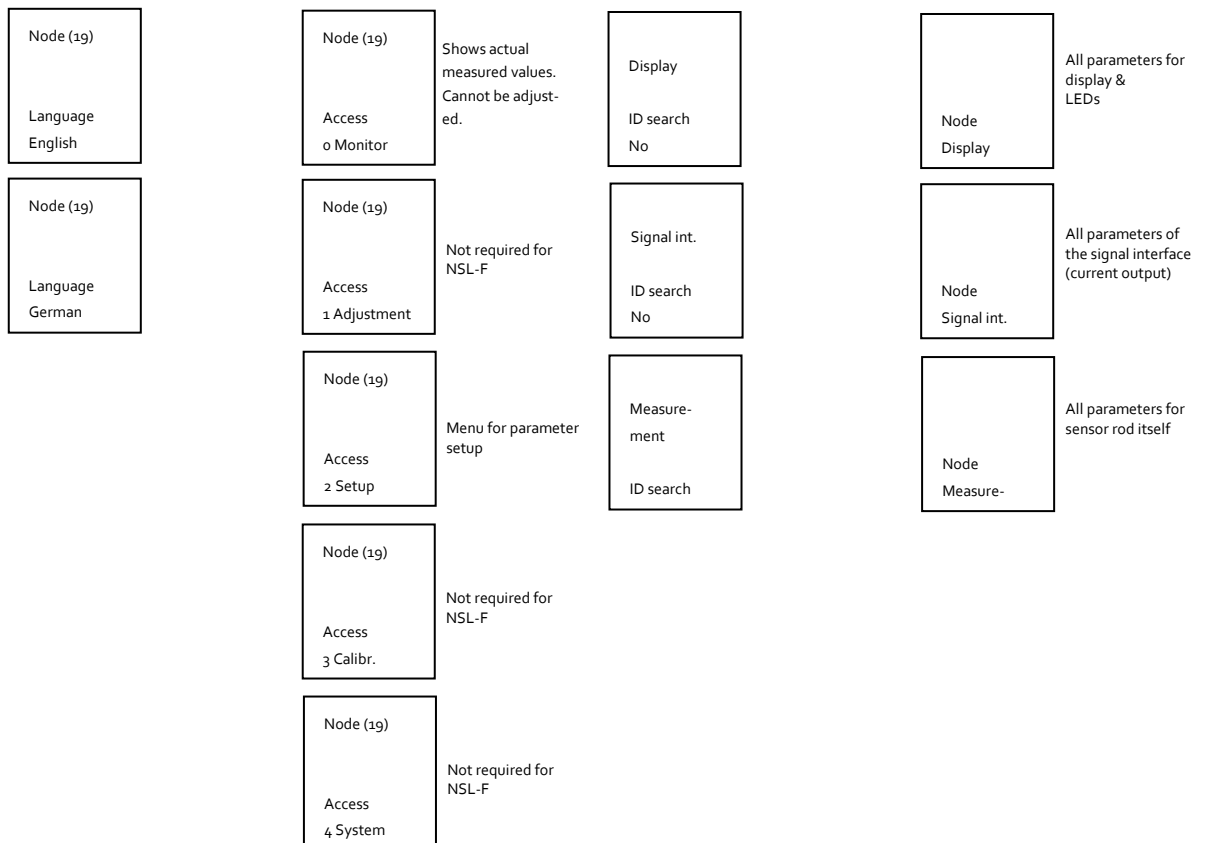 Node (19)
Language
English
Node (19)
Language
German
Node (19)
Access
0 Monitor
Shows actual
measured values.
Cannot be adjust-
ed.
Node (19)
Access
1 Adjustment
Not required for
NSL-F
Node (19)
Access
2 Setup
Menu for parameter
setup
Node (19)
Access
3 Calibr.
Not required for
NSL-F
Node (19)
Access
4 System
Not required for
NSL-F
Display
ID search
No
Signal int.
ID search
No
Measure-
ment
ID search
Node
Display
All parameters for
display &
LEDs
Node
Signal int.
All parameters of
the signal interface
(current output)
Node
Measure-
All parameters for
sensor rod itself